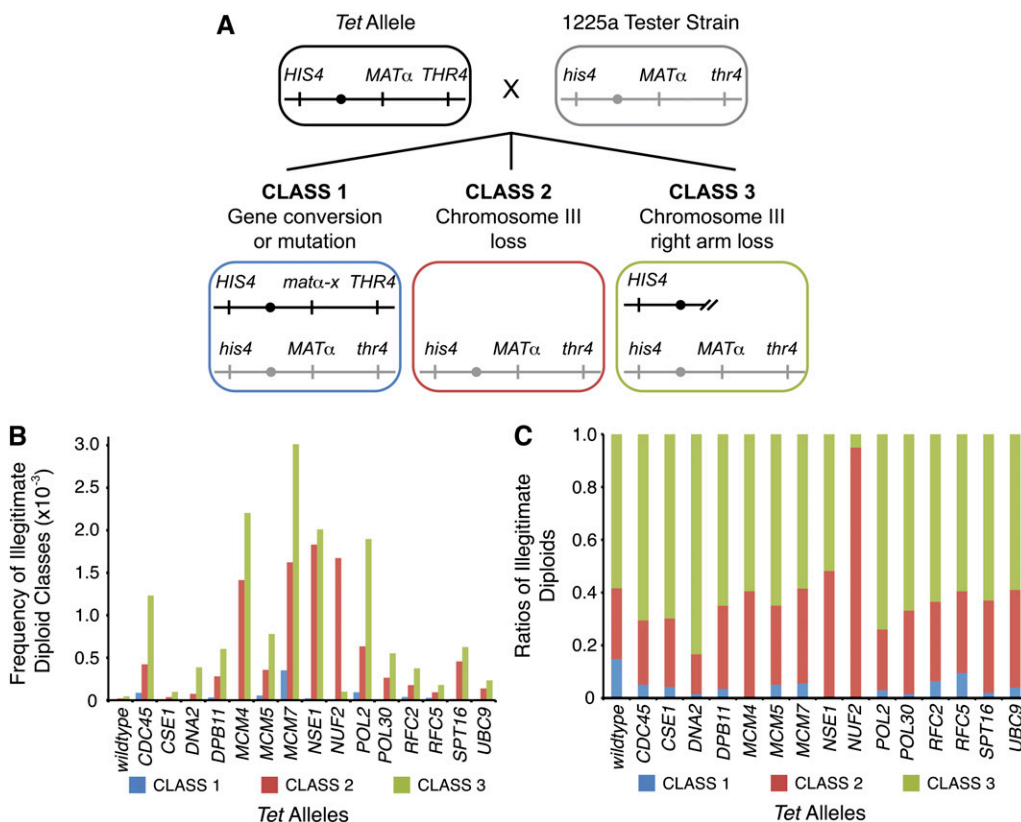 A
Tet Allele
1225a Tester Strain
HIS4 MATα THR4
X
his4 MATα thr4
CLASS 1
Gene conversion
or mutation
CLASS 2
Chromosome III
loss
CLASS 3
Chromosome III
right arm loss
HIS4 matα-x THR4
his4 MATα thr4
his4 MATα thr4
HIS4
his4 MATα thr4
B
Frequency of Illegitimate
Diploid Classes (x10⁻³)
3.0
2.5
2.0
1.5
1.0
0.5
0
wildtype
CDC45
CSE1
DNA2
DPB11
MCM4
MCM5
MCM7
NSE1
NUF2
POL2
POL30
RFC2
RFC5
SPT16
UBC9
CLASS 1 CLASS 2 CLASS 3
Tet Alleles
C
Ratios of Illegitimate
Diploids
1.0
0.8
0.6
0.4
0.2
0
wildtype
CDC45
CSE1
DNA2
DPB11
MCM4
MCM5
MCM7
NSE1
NUF2
POL2
POL30
RFC2
RFC5
SPT16
UBC9
CLASS 1 CLASS 2 CLASS 3
Tet Alleles